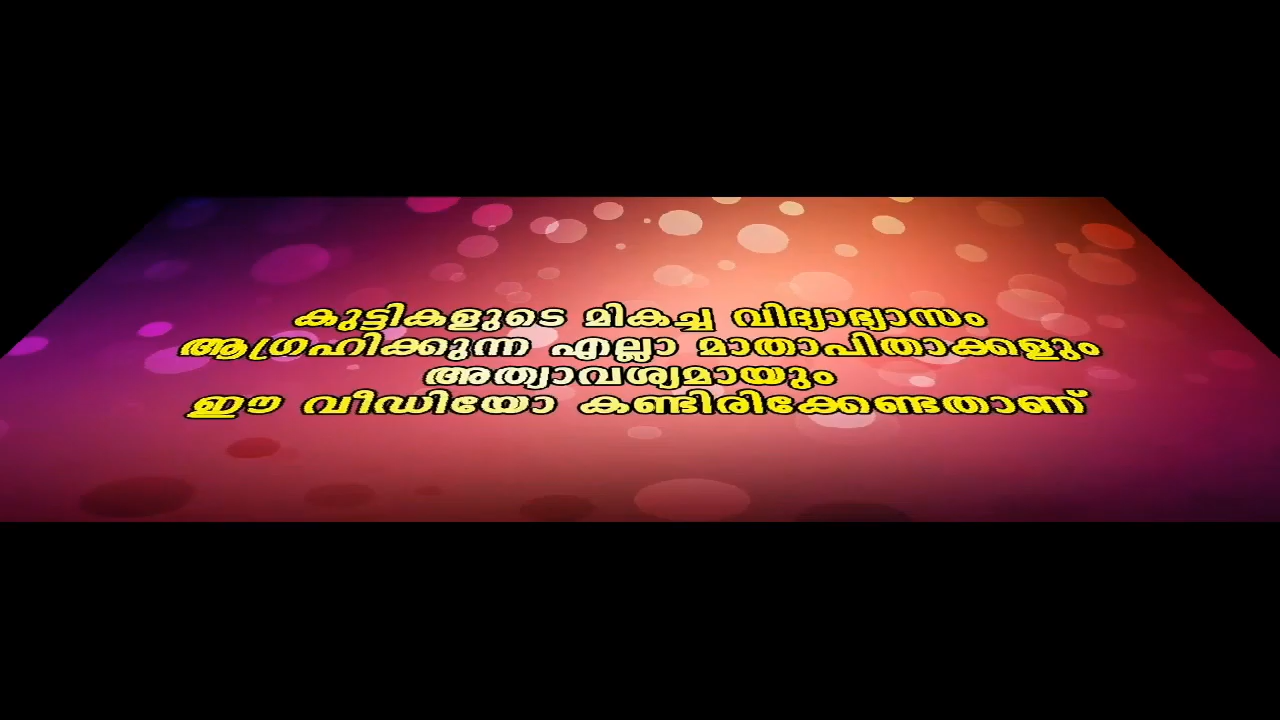 കുട്ടികളുടെ മികച്ച വിദ്യാഭ്യാസം
ആഗ്രഹിക്കുന്ന എല്ലാ മാതാപിതാക്കളും
അത്യാവശ്യമായും
ഈ വീഡിയോ കണ്ടിരിക്കേണ്ടതാണ്